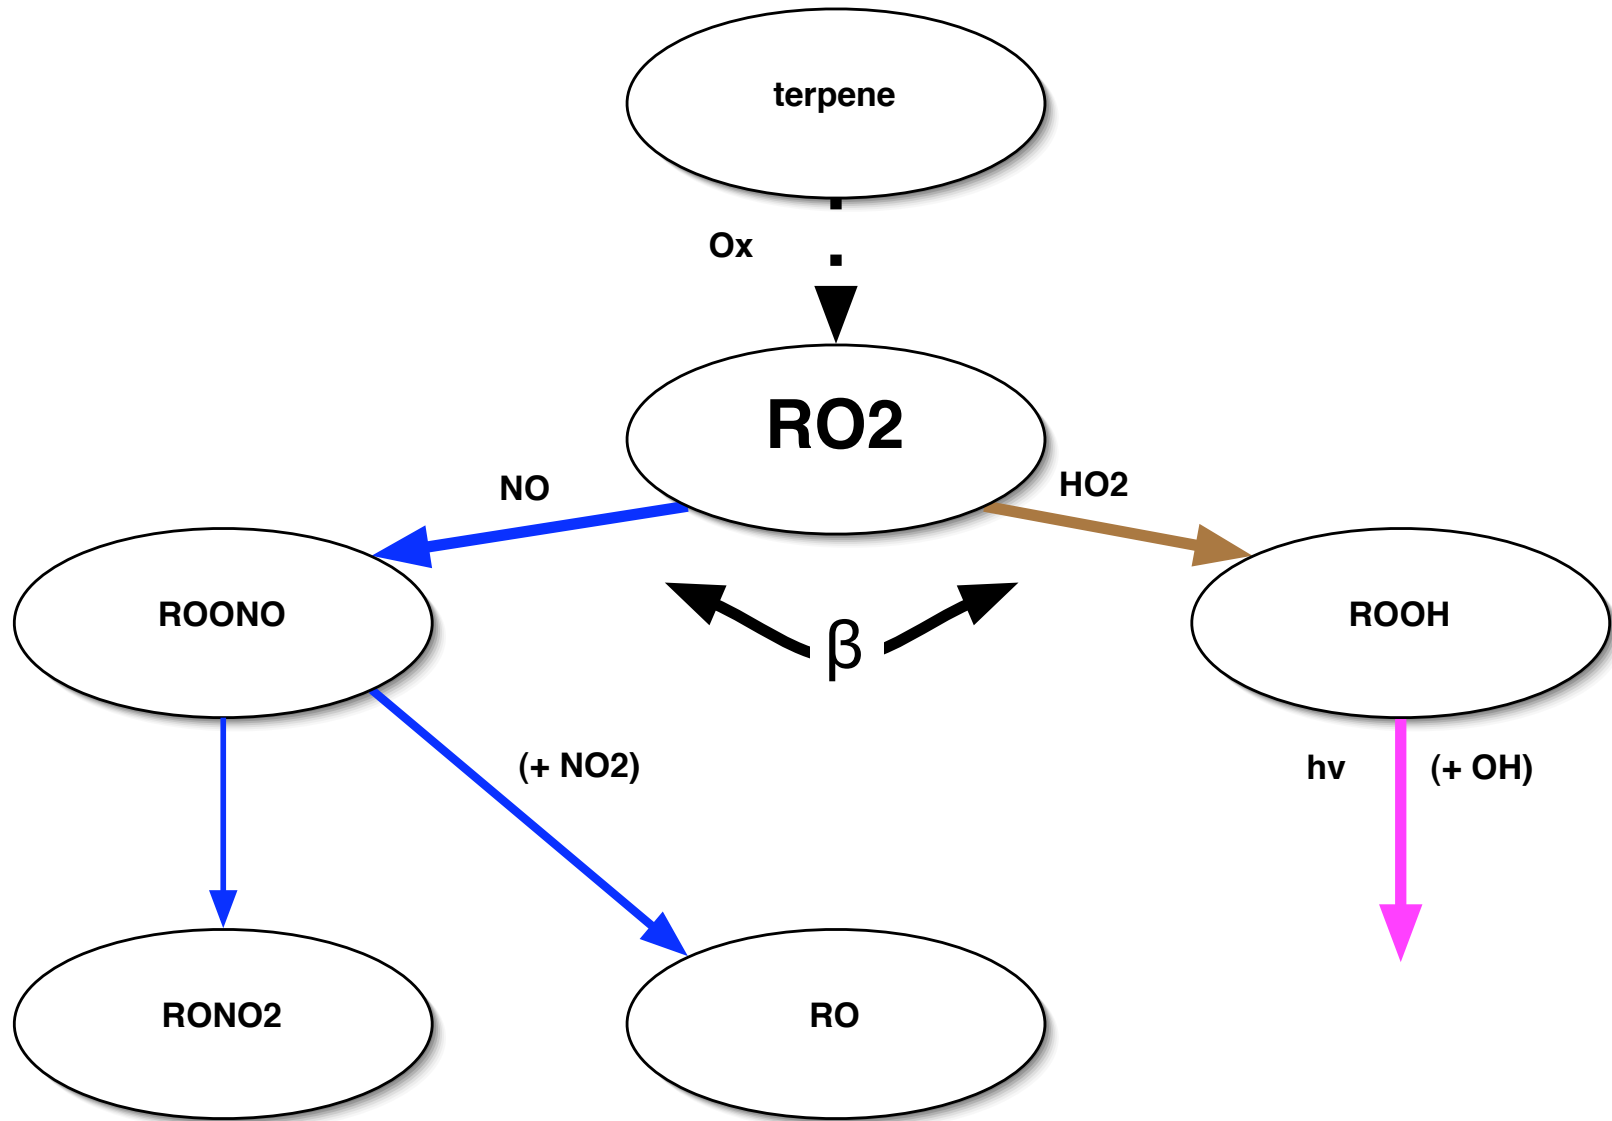 terpene
Ox
RO2
NO
HO2
ROONO
β
ROOH
(+ NO2)
hv
(+ OH)
RONO2
RO